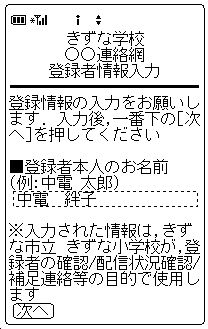 きずな学校
○○連絡網
登録者情報入力
登録情報の入力をお願いしま
す．入力後，一番下の[次
へ]を押してください
■登録者本人のお名前
(例：中電 太郎)
中電　絆子
※入力された情報は，きず
な市立 きずな小学校が，登
録者の確認/配信状況確認/
補足連絡等の目的で使用し
ます
次へ